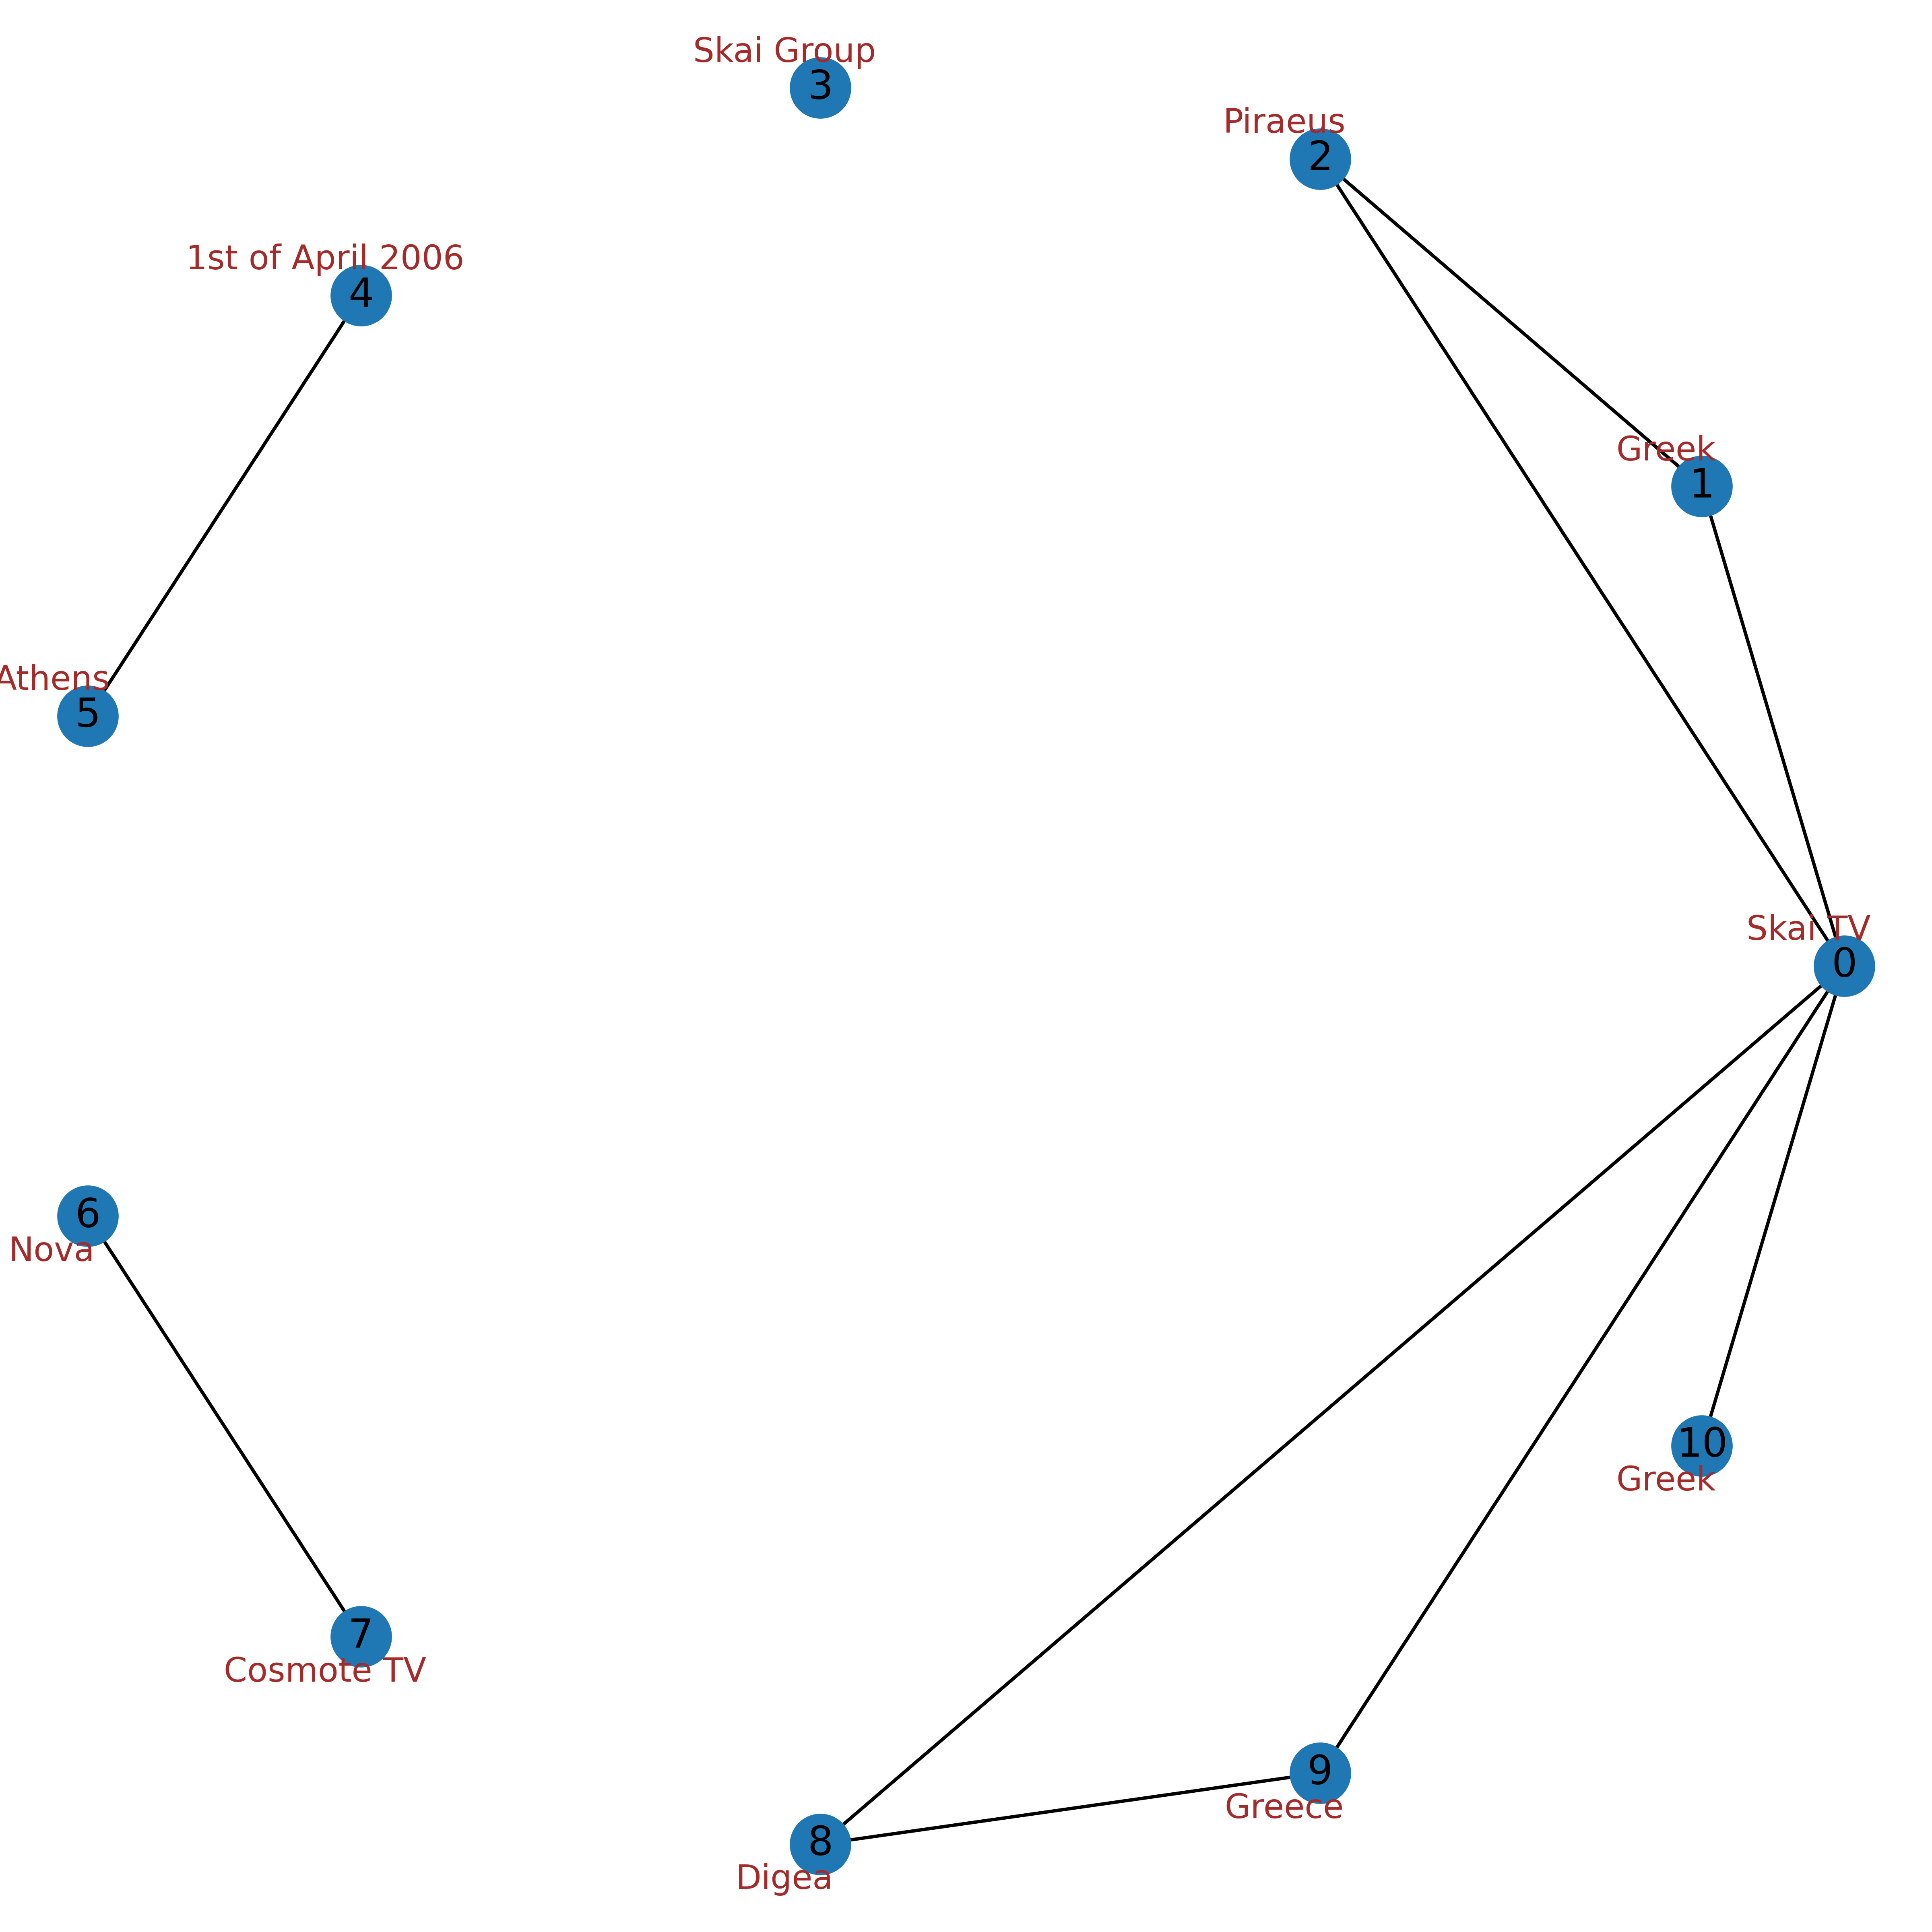 Skai Group
3
Piraeus
2
1st of April 2006
4
Greek
1
Athens
5
Skai TV
0
6
Nova
10
Greek
7
Cosmote TV
9
Greece
8
Digea